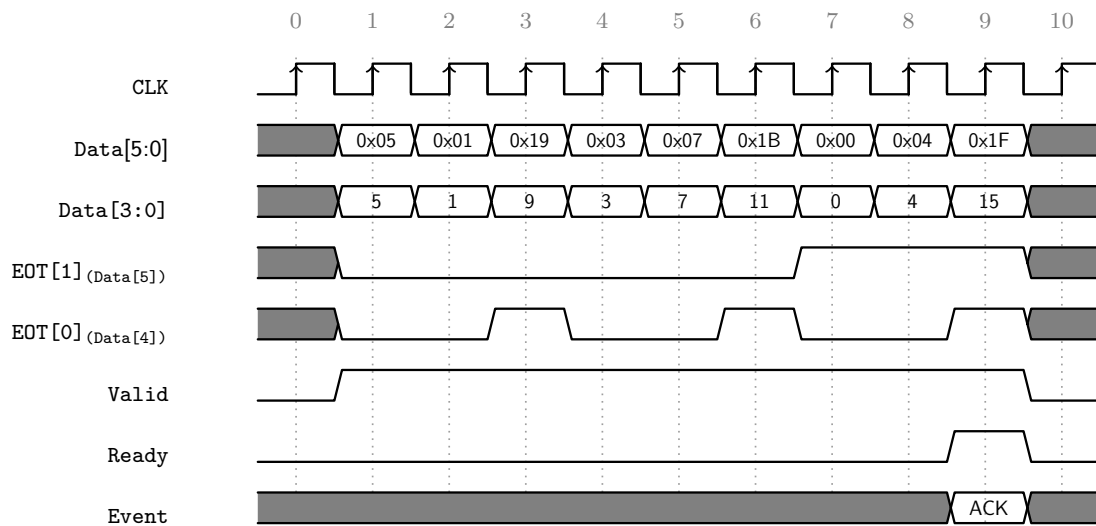 0 1 2 3 4 5 6 7 8 9 10
CLK
Data[5:0] 0x05 0x01 0x19 0x03 0x07 0x1B 0x00 0x04 0x1F
Data[3:0] 5 1 9 3 7 11 0 4 15
EOT[1](Data[5])
EOT[0](Data[4])
Valid
Ready
Event ACK